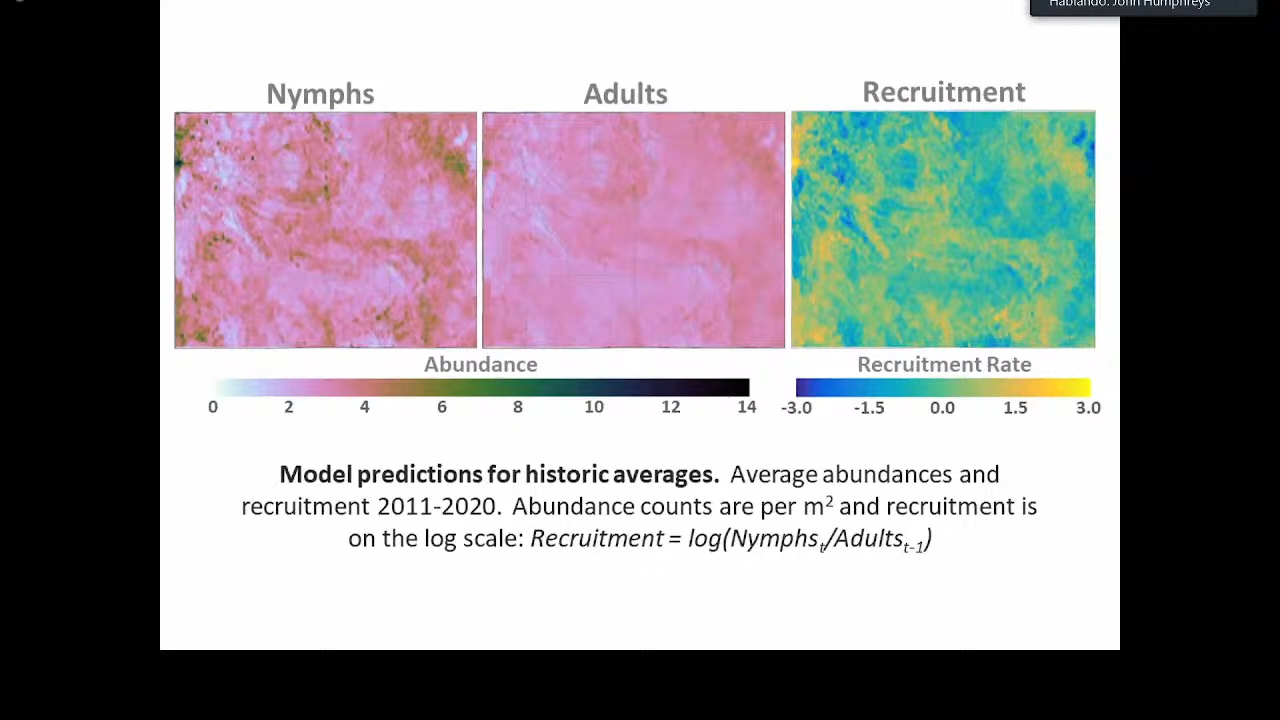 Hablando: John Humphreys
Nymphs
Adults
Recruitment
Abundance
Recruitment Rate
0 2 4 6 8 10 12 14
-3.0 -1.5 0.0 1.5 3.0
Model predictions for historic averages. Average abundances and
recruitment 2011-2020. Abundance counts are per m² and recruitment is
on the log scale: Recruitment = log(Nymphsₜ/Adultsₜ₋₁)